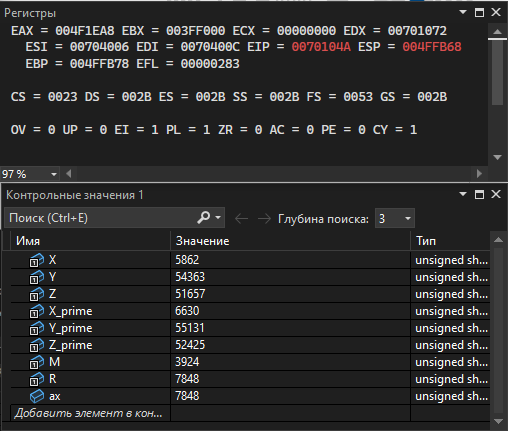 Регистры
EAX = 004F1EA8 EBX = 003FF000 ECX = 00000000 EDX = 00701072
ESI = 00704006 EDI = 0070400C EIP = 0070104A ESP = 004FFB68
EBP = 004FFB78 EFL = 00000283
CS = 0023 DS = 002B ES = 002B SS = 002B FS = 0053 GS = 002B
OV = 0 UP = 0 EI = 1 PL = 1 ZR = 0 AC = 0 PE = 0 CY = 1
97 %
Контрольные значения 1
Поиск (Ctrl+E) Глубина поиска: 3
Имя Значение Тип
X 5862 unsigned sh...
Y 54363 unsigned sh...
Z 51657 unsigned sh...
X_prime 6630 unsigned sh...
Y_prime 55131 unsigned sh...
Z_prime 52425 unsigned sh...
M 3924 unsigned sh...
R 7848 unsigned sh...
ax 7848 unsigned sh...
Добавить элемент в кон...